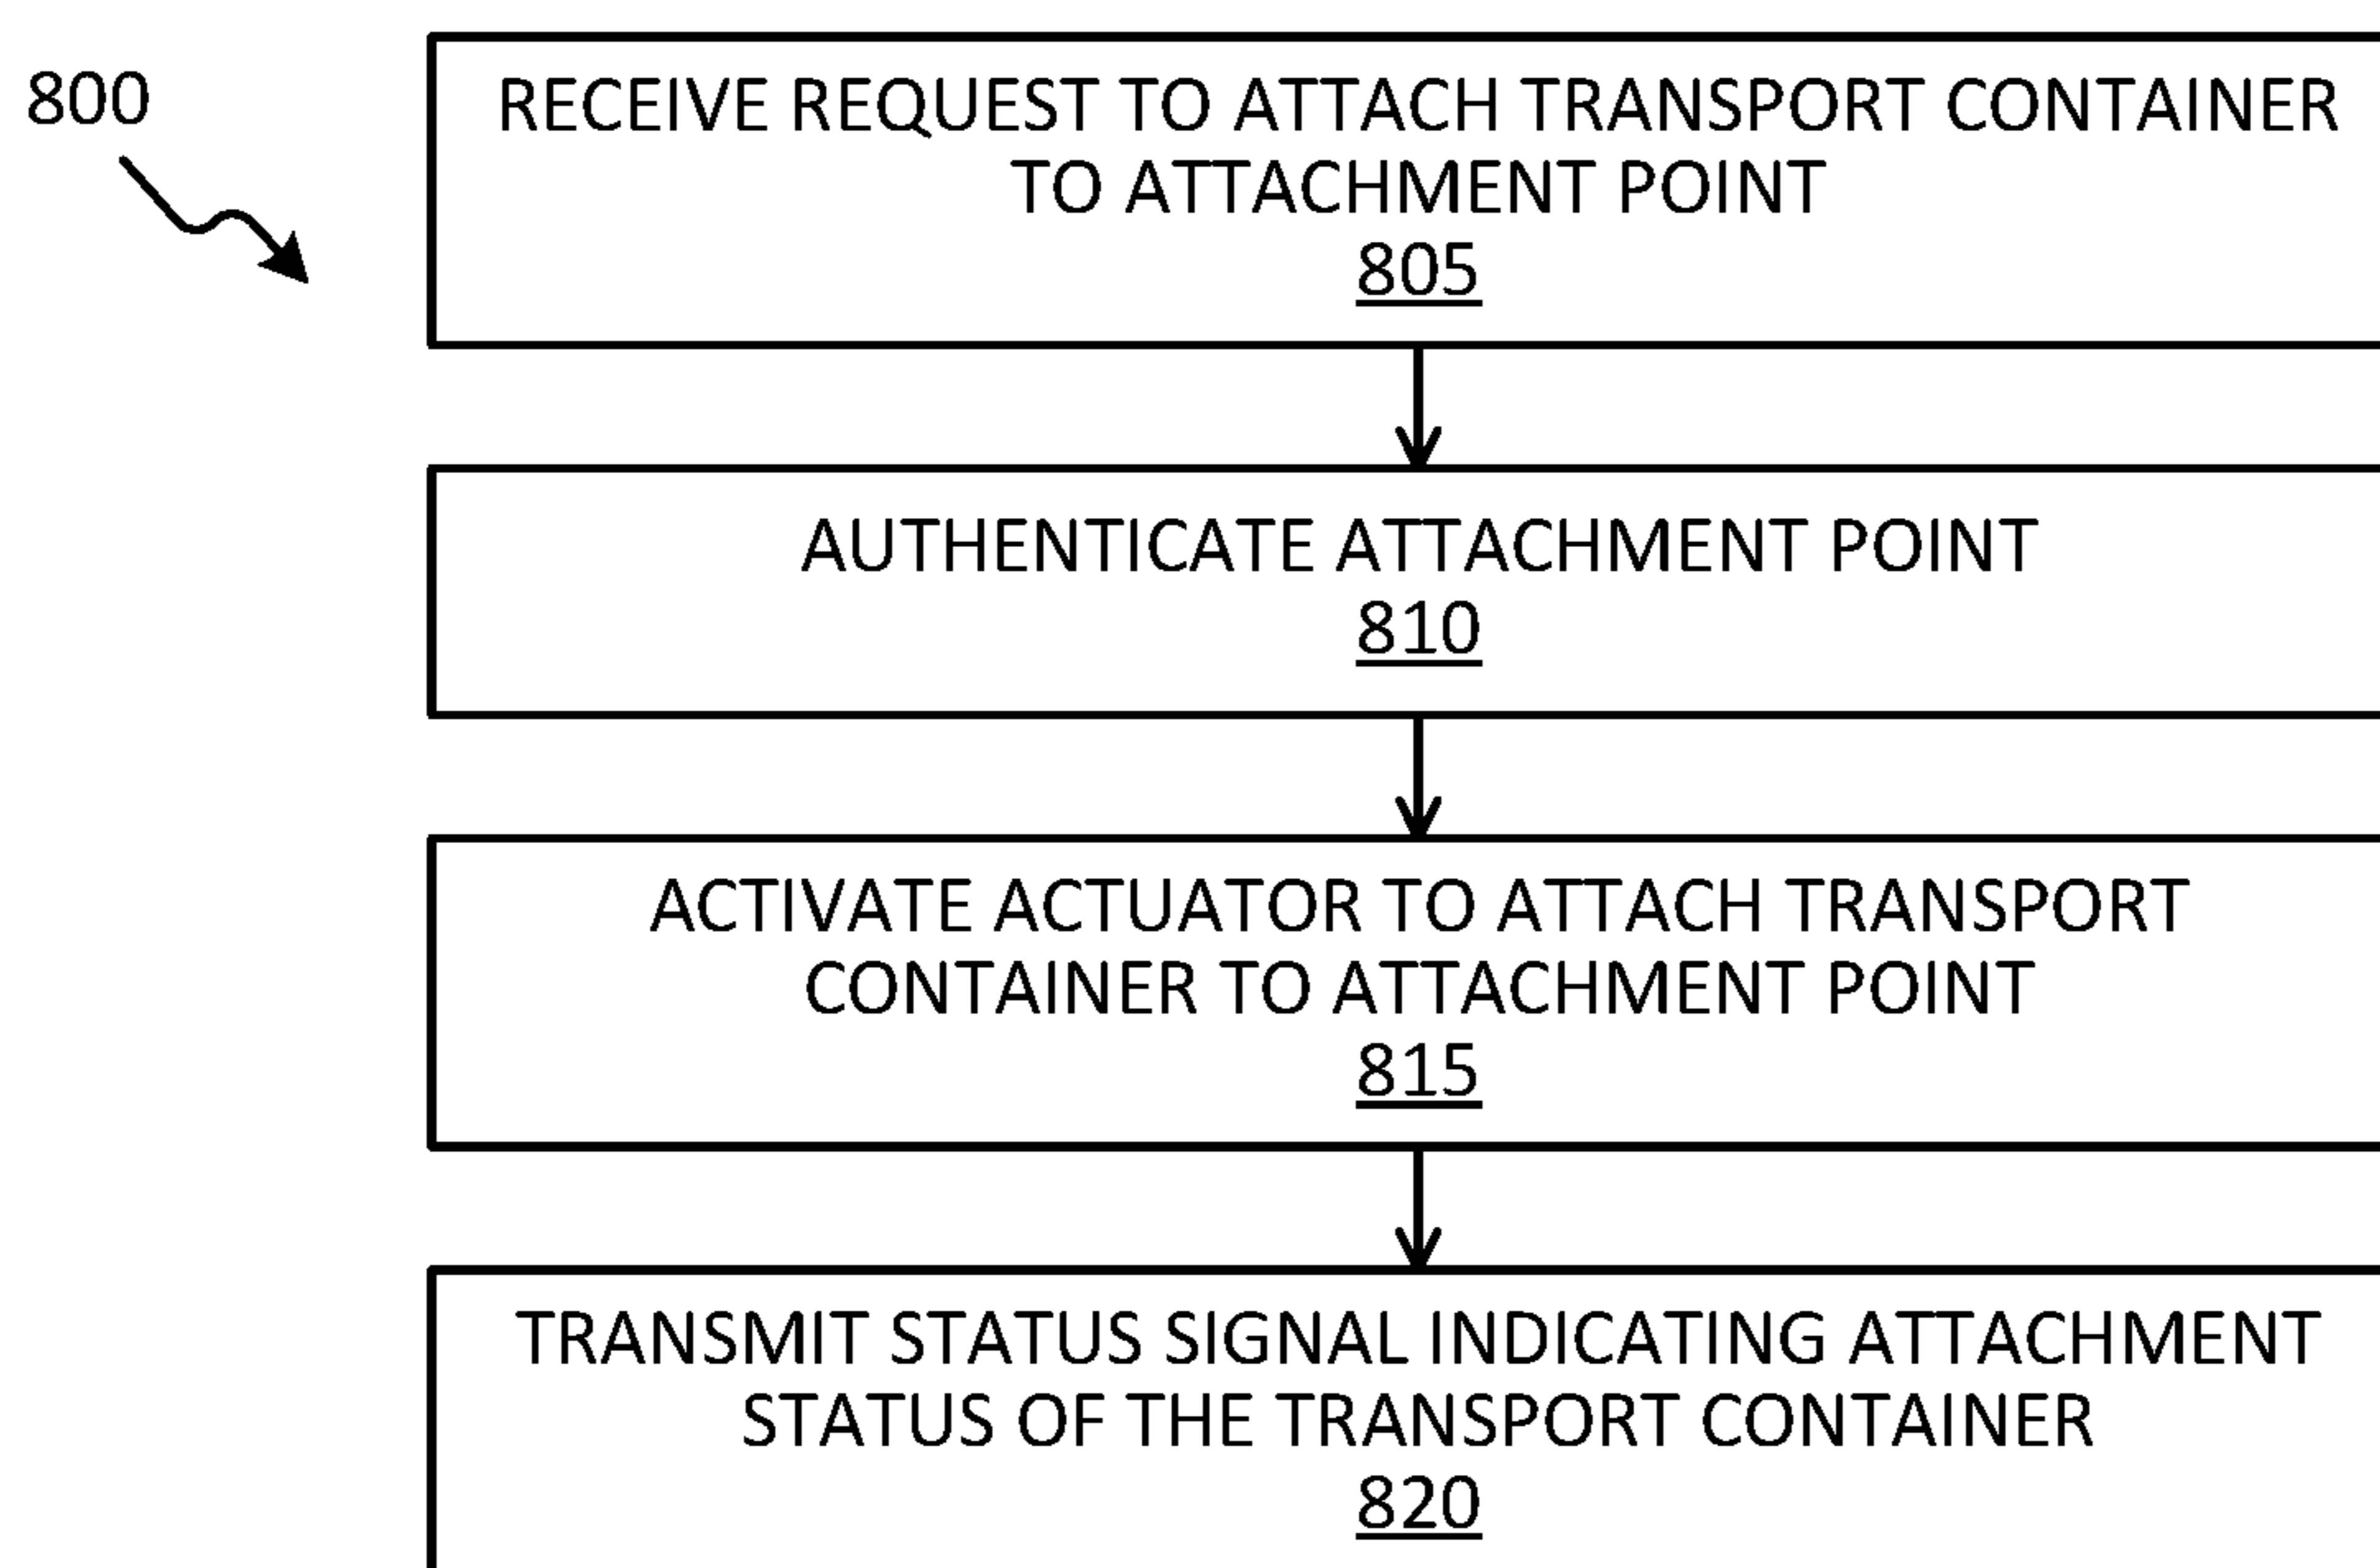 800
RECEIVE REQUEST TO ATTACH TRANSPORT CONTAINER
TO ATTACHMENT POINT
805
AUTHENTICATE ATTACHMENT POINT
810
ACTIVATE ACTUATOR TO ATTACH TRANSPORT
CONTAINER TO ATTACHMENT POINT
815
TRANSMIT STATUS SIGNAL INDICATING ATTACHMENT
STATUS OF THE TRANSPORT CONTAINER
820